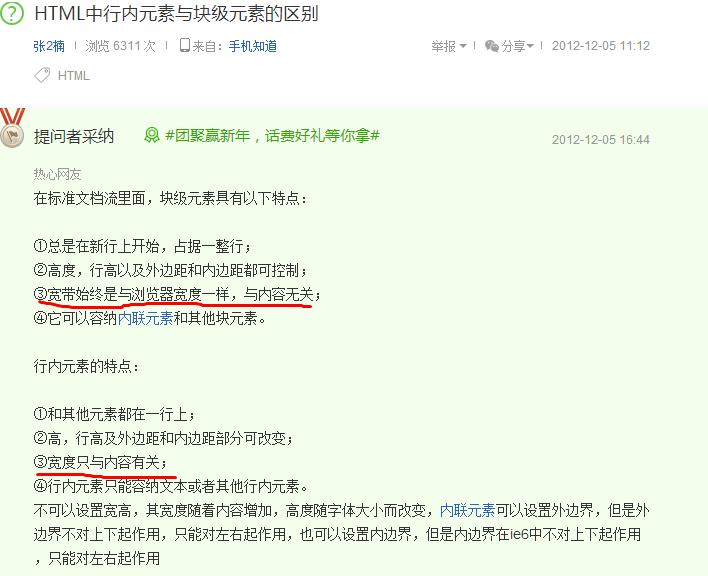 HTML中行内元素与块级元素的区别
张2楠 浏览 6311 次 来自：手机知道 举报 分享 2012-12-05 11:12
HTML
提问者采纳 #团聚赢新年，话费好礼等你拿# 2012-12-05 16:44
热心网友
在标准文档流里面，块级元素具有以下特点：
①总是在新行上开始，占据一整行；
②高度，行高以及外边距和内边距都可控制；
③宽带始终是与浏览器宽度一样，与内容无关；
④它可以容纳内联元素和其他块元素。
行内元素的特点：
①和其他元素都在一行上；
②高，行高及外边距和内边距部分可改变；
③宽度只与内容有关；
④行内元素只能容纳文本或者其他行内元素。
不可以设置宽高，其宽度随着内容增加，高度随字体大小而改变，内联元素可以设置外边界，但是外
边界不对上下起作用，只能对左右起作用，也可以设置内边界，但是内边界在ie6中不对上下起作用
，只能对左右起作用